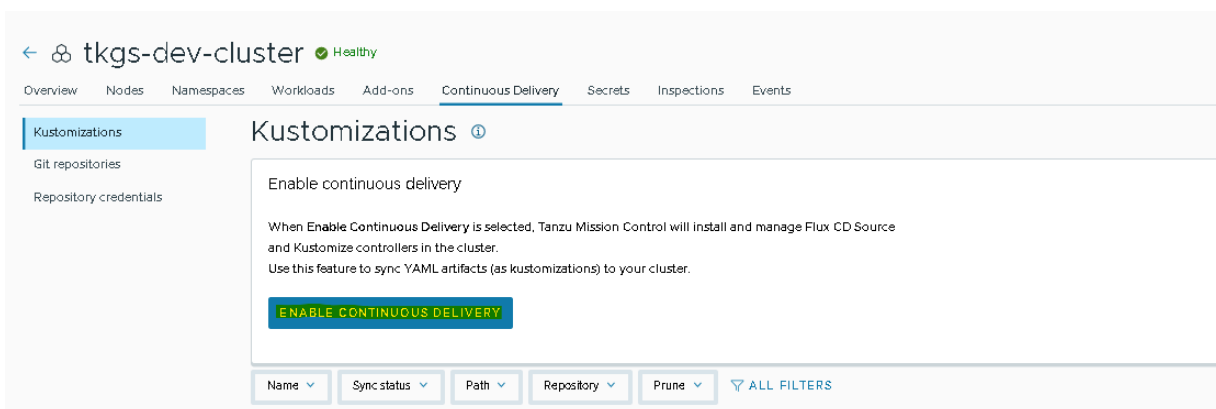 tkgs-dev-cluster Healthy
Overview Nodes Namespaces Workloads Add-ons Continuous Delivery Secrets Inspections Events
Kustomizations
Git repositories
Repository credentials
Kustomizations
Enable continuous delivery
When Enable Continuous Delivery is selected, Tanzu Mission Control will install and manage Flux CD Source
and Kustomize controllers in the cluster.
Use this feature to sync YAML artifacts (as kustomizations) to your cluster.
ENABLE CONTINUOUS DELIVERY
Name Sync status Path Repository Prune ALL FILTERS